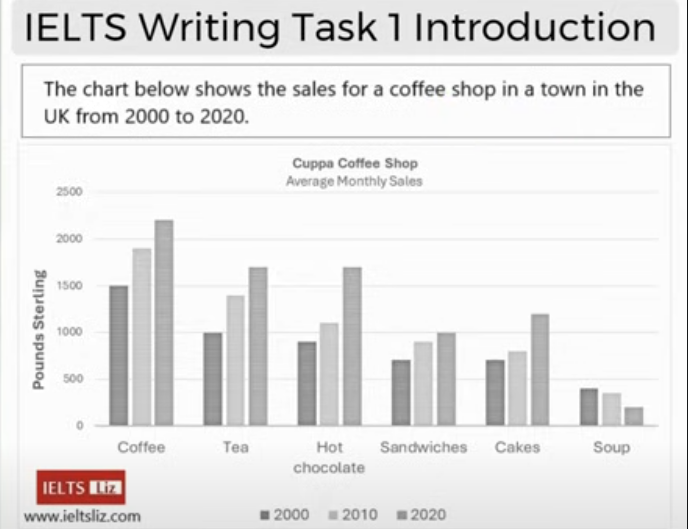 IELTS Writing Task 1 Introduction
The chart below shows the sales for a coffee shop in a town in the
UK from 2000 to 2020.
Cuppa Coffee Shop
Average Monthly Sales
Pounds Sterling
2500
2000
1500
1000
500
0
Coffee
Tea
Hot
chocolate
Sandwiches
Cakes
Soup
2000
2010
2020
IELTS Liz
www.ieltsliz.com